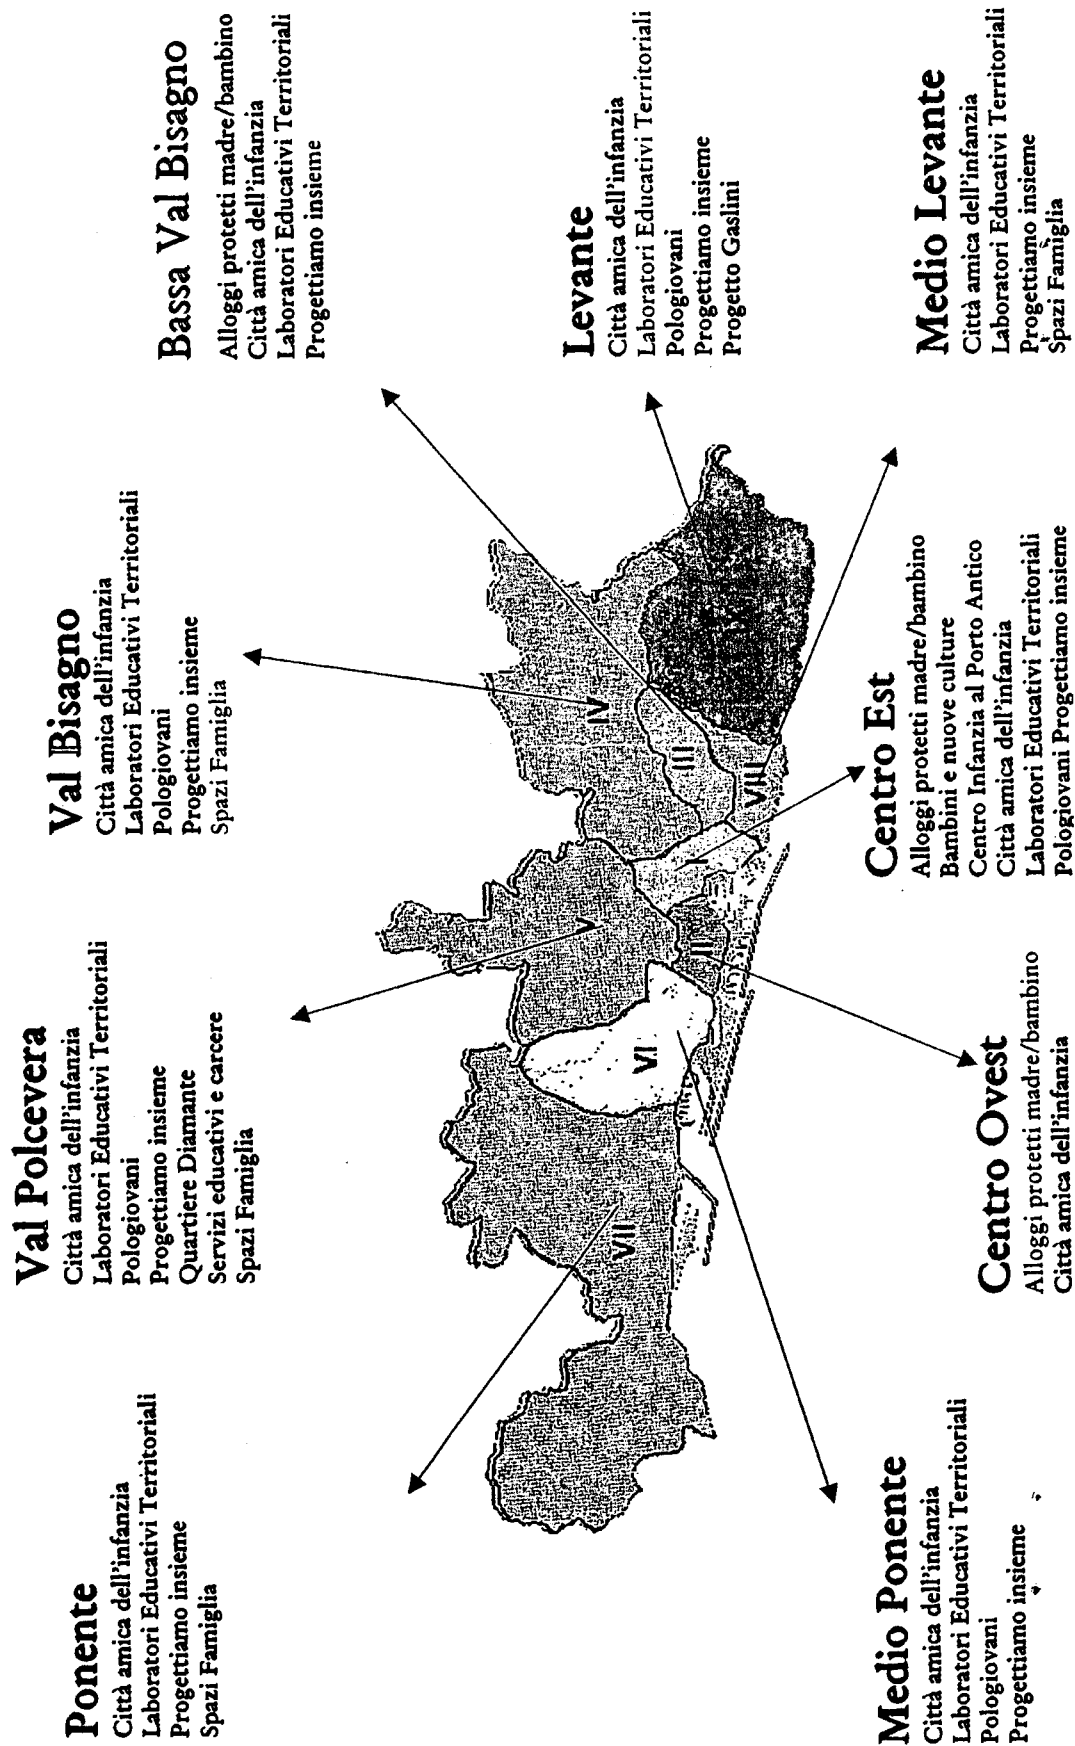 Ponente
Città amica dell'infanzia
Laboratori Educativi Territoriali
Progettiamo insieme
Spazi Famiglia
Val Polcevera
Città amica dell'infanzia
Laboratori Educativi Territoriali
Pologiovani
Progettiamo insieme
Quartiere Diamante
Servizi educativi e carcere
Spazi Famiglia
Val Bisagno
Città amica dell'infanzia
Laboratori Educativi Territoriali
Pologiovani
Progettiamo insieme
Spazi Famiglia
Bassa Val Bisagno
Alloggi protetti madre/bambino
Città amica dell'infanzia
Laboratori Educativi Territoriali
Progettiamo insieme
VII
VI
V
II
I
IV
III
VIII
Levante
Città amica dell'infanzia
Laboratori Educativi Territoriali
Pologiovani
Progettiamo insieme
Progetto Gaslini
Medio Ponente
Città amica dell'infanzia
Laboratori Educativi Territoriali
Pologiovani
Progettiamo insieme
Centro Ovest
Alloggi protetti madre/bambino
Città amica dell'infanzia
Centro Est
Alloggi protetti madre/bambino
Bambini e nuove culture
Centro Infanzia al Porto Antico
Città amica dell'infanzia
Laboratori Educativi Territoriali
Pologiovani Progettiamo insieme
Medio Levante
Città amica dell'infanzia
Laboratori Educativi Territoriali
Progettiamo insieme
Spazi Famiglia